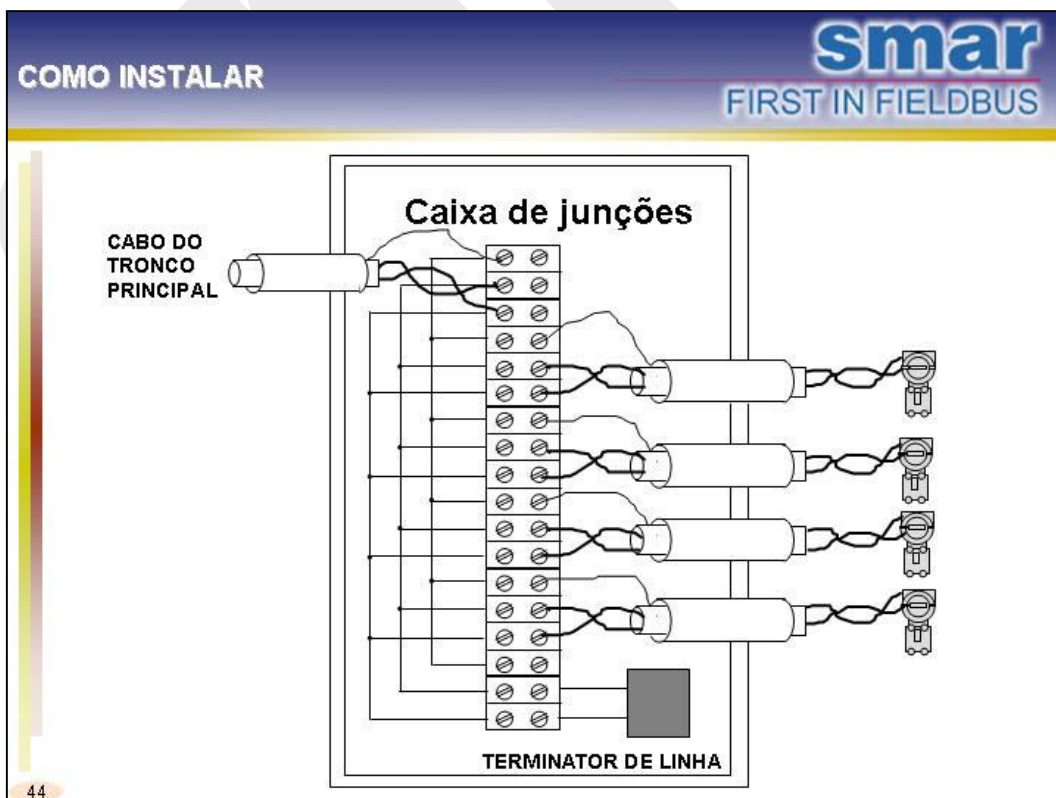 COMO INSTALAR
smar
FIRST IN FIELDBUS
Caixa de junções
CABO DO
TRONCO
PRINCIPAL
TERMINATOR DE LINHA
44